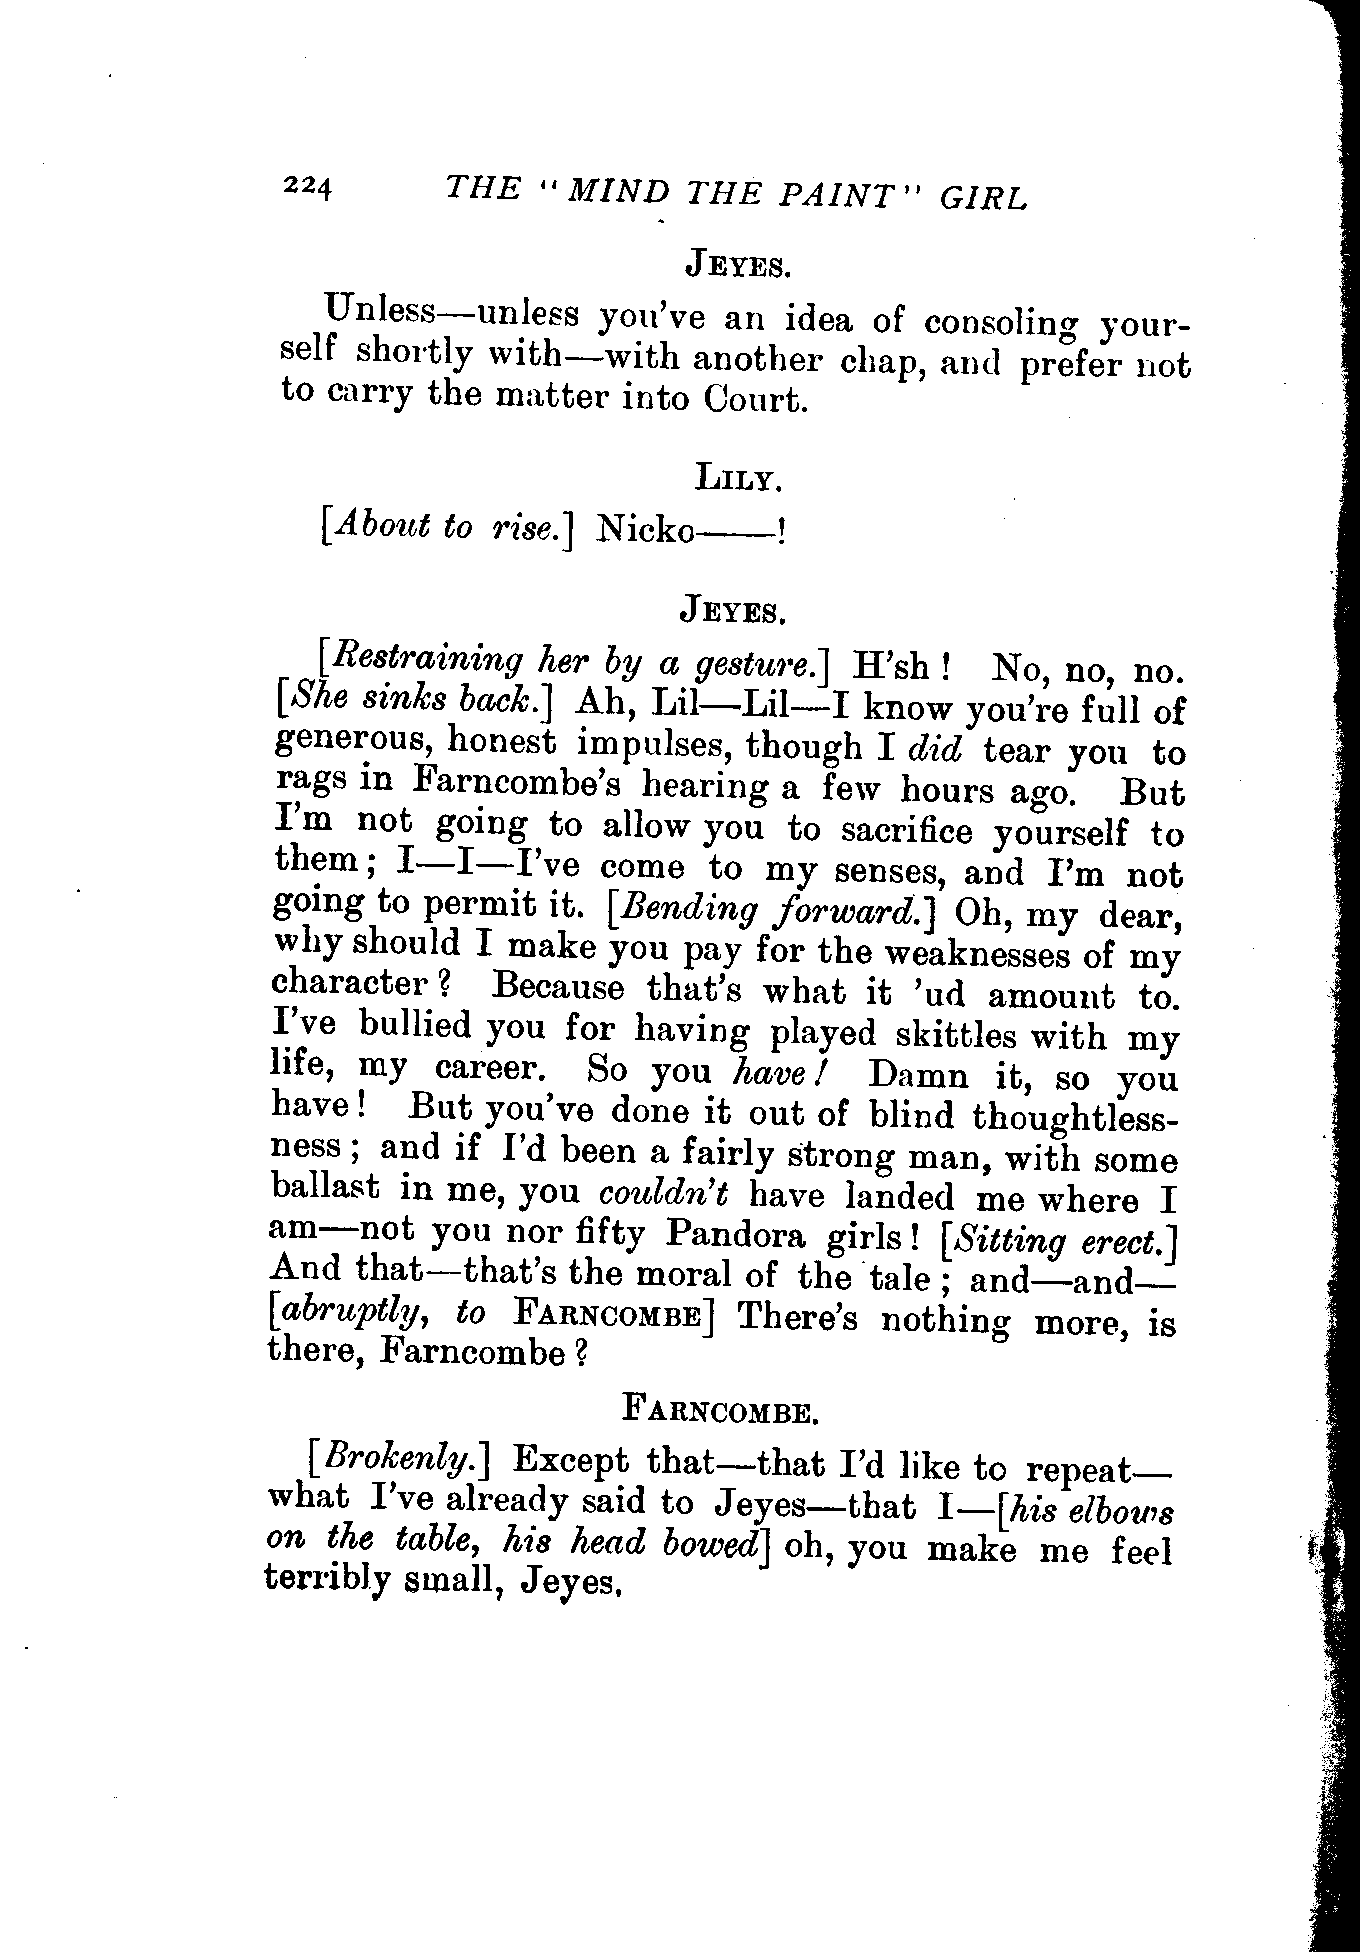 224 THE "MIND THE PAINT" GIRL
JEYES.
Unless—unless you've an idea of consoling your-
self shortly with—with another chap, and prefer not
to carry the matter into Court.
LILY.
[About to rise.] Nicko——!
JEYES.
[Restraining her by a gesture.] H'sh! No, no, no.
[She sinks back.] Ah, Lil—Lil—I know you're full of
generous, honest impulses, though I did tear you to
rags in Farncombe's hearing a few hours ago. But
I'm not going to allow you to sacrifice yourself to
them; I—I—I've come to my senses, and I'm not
going to permit it. [Bending forward.] Oh, my dear,
why should I make you pay for the weaknesses of my
character? Because that's what it 'ud amount to.
I've bullied you for having played skittles with my
life, my career. So you have! Damn it, so you
have! But you've done it out of blind thoughtless-
ness; and if I'd been a fairly strong man, with some
ballast in me, you couldn't have landed me where I
am—not you nor fifty Pandora girls! [Sitting erect.]
And that—that's the moral of the tale; and—and—
[abruptly, to FARNCOMBE] There's nothing more, is
there, Farncombe?
FARNCOMBE.
[Brokenly.] Except that—that I'd like to repeat—
what I've already said to Jeyes—that I—[his elbows
on the table, his head bowed] oh, you make me feel
terribly small, Jeyes.